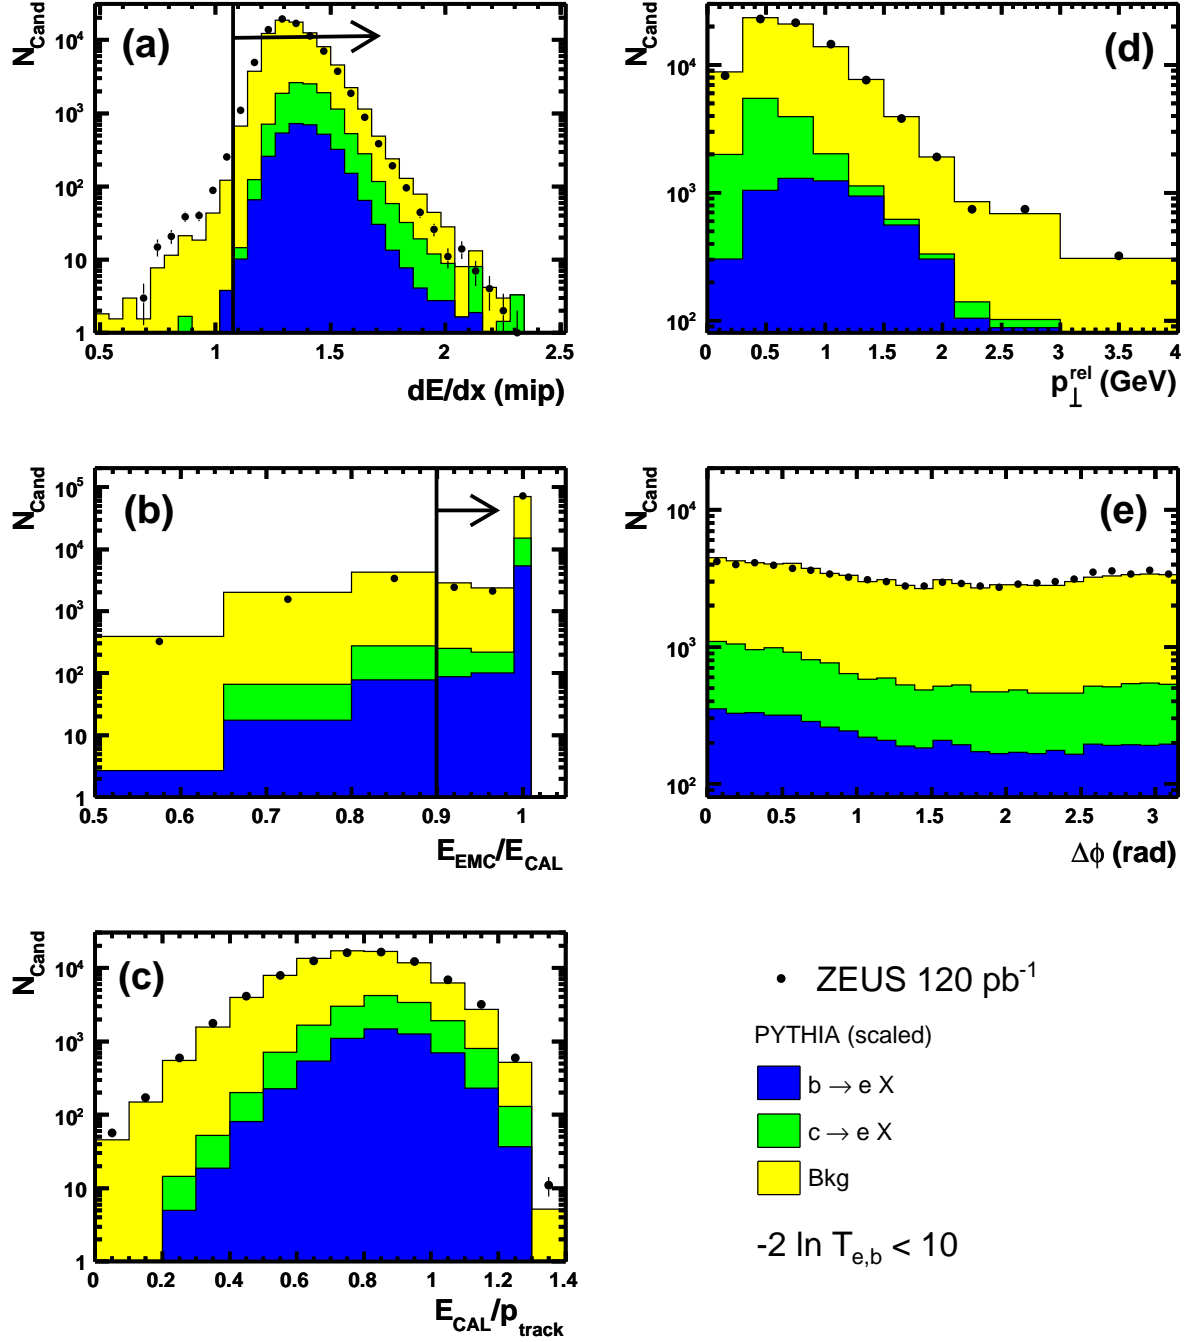 (a)
N_Cand
10^4
10^3
10^2
10
1
0.5 1 1.5 2 2.5
dE/dx (mip)
(d)
N_Cand
10^4
10^3
10^2
0 0.5 1 1.5 2 2.5 3 3.5 4
p_⊥^rel (GeV)
(b)
N_Cand
10^5
10^4
10^3
10^2
10
1
0.5 0.6 0.7 0.8 0.9 1
E_EMC/E_CAL
(e)
N_Cand
10^4
10^3
10^2
0 0.5 1 1.5 2 2.5 3
Δϕ (rad)
(c)
N_Cand
10^4
10^3
10^2
10
1
0 0.2 0.4 0.6 0.8 1 1.2 1.4
E_CAL/p_track
ZEUS 120 pb^-1
PYTHIA (scaled)
b → e X
c → e X
Bkg
-2 ln T_e,b < 10